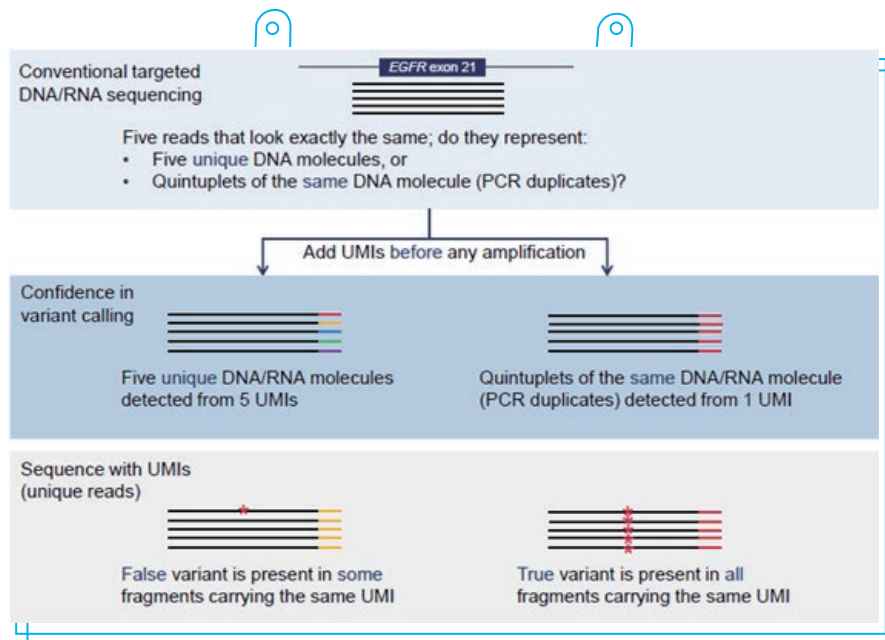 Conventional targeted
DNA/RNA sequencing
EGFR exon 21
Five reads that look exactly the same; do they represent:
• Five unique DNA molecules, or
• Quintuplets of the same DNA molecule (PCR duplicates)?
Add UMIs before any amplification
Confidence in
variant calling
Five unique DNA/RNA molecules
detected from 5 UMIs
Quintuplets of the same DNA/RNA molecule
(PCR duplicates) detected from 1 UMI
Sequence with UMIs
(unique reads)
False variant is present in some
fragments carrying the same UMI
True variant is present in all
fragments carrying the same UMI